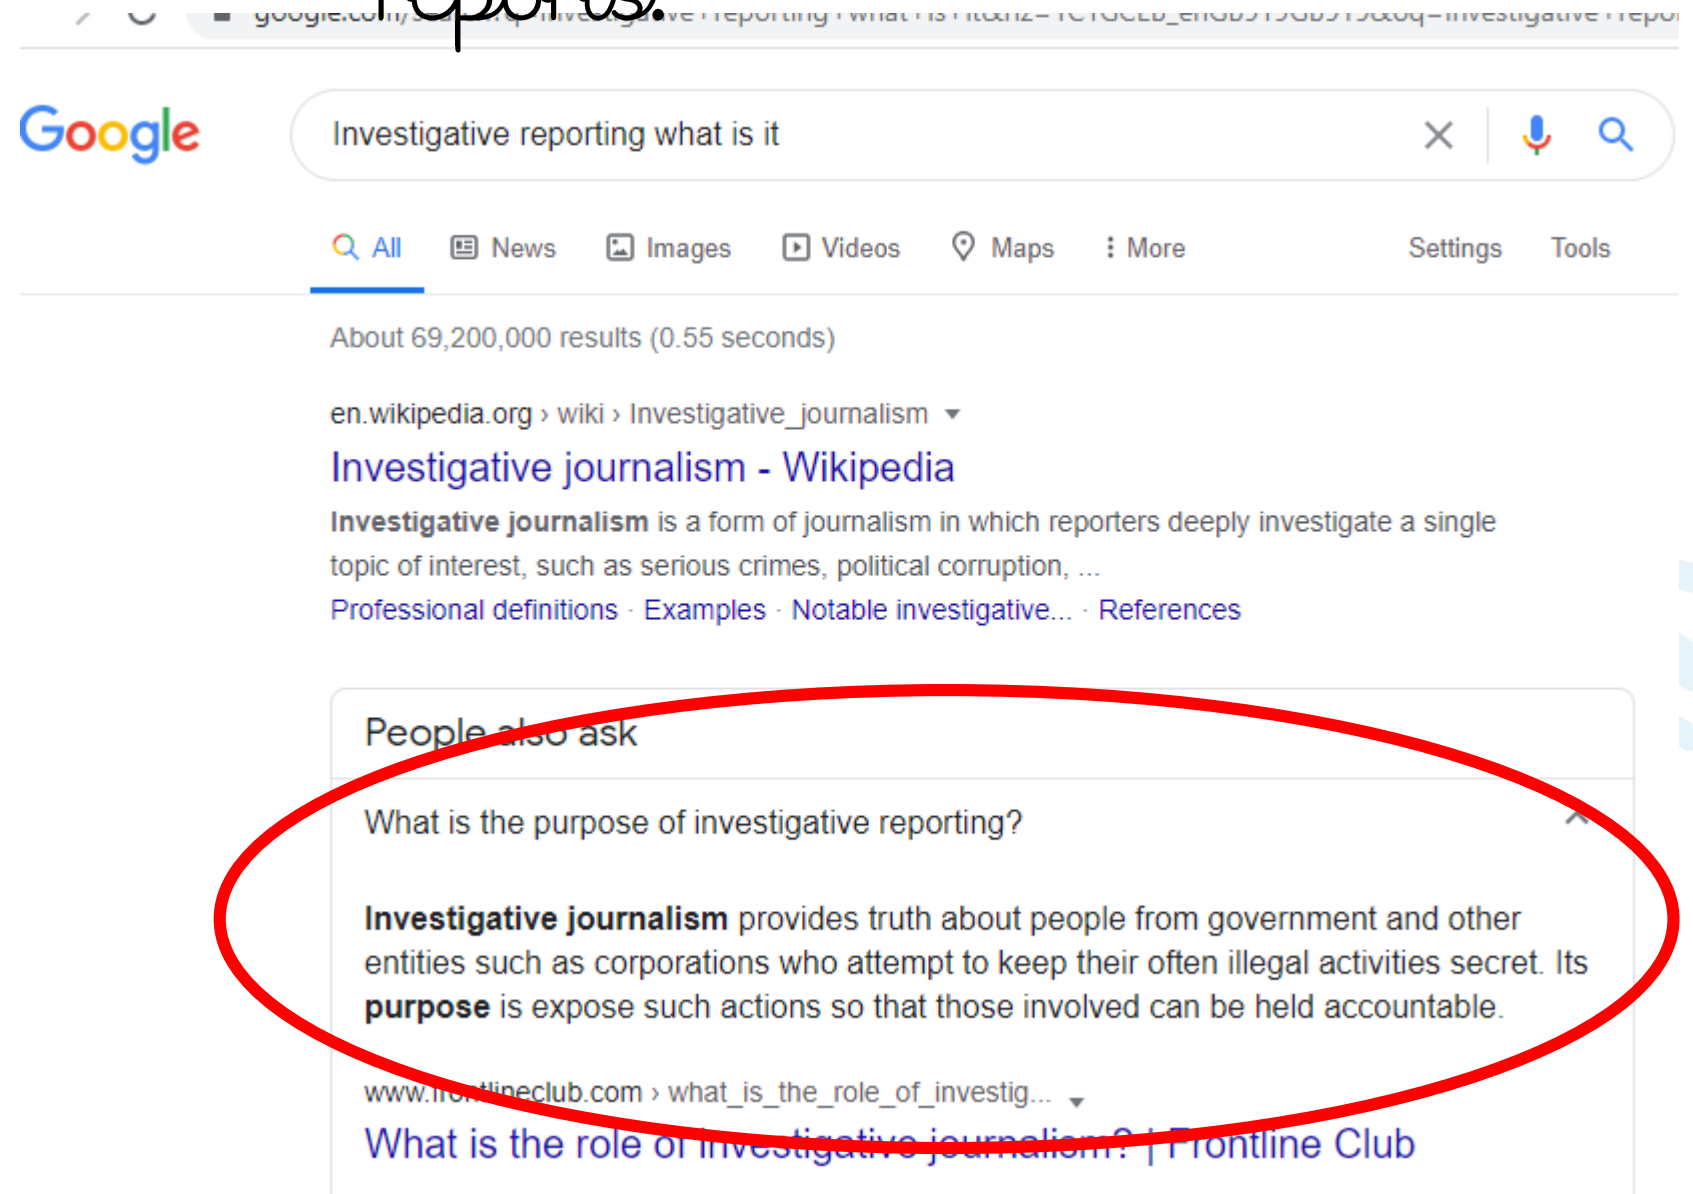 reports.
Google
Investigative reporting what is it
All News Images Videos Maps More Settings Tools
About 69,200,000 results (0.55 seconds)
en.wikipedia.org › wiki › Investigative_journalism
Investigative journalism - Wikipedia
Investigative journalism is a form of journalism in which reporters deeply investigate a single
topic of interest, such as serious crimes, political corruption, ...
Professional definitions · Examples · Notable investigative... · References
People also ask
What is the purpose of investigative reporting?
Investigative journalism provides truth about people from government and other
entities such as corporations who attempt to keep their often illegal activities secret. Its
purpose is expose such actions so that those involved can be held accountable.
www.frontlineclub.com › what_is_the_role_of_investig...
What is the role of investigative journalism? | Frontline Club